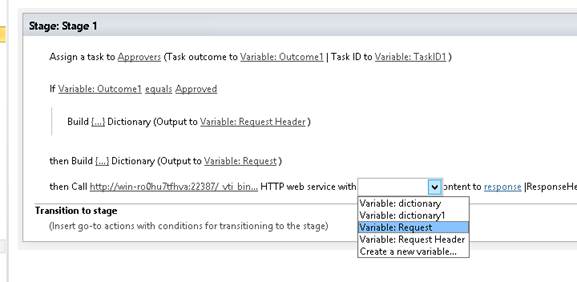 Stage: Stage 1
Assign a task to Approvers (Task outcome to Variable: Outcome1 | Task ID to Variable: TaskID1 )
If Variable: Outcome1 equals Approved
Build {...} Dictionary (Output to Variable: Request Header )
then Build {...} Dictionary (Output to Variable: Request )
then Call http://win-ro0hu7tfhva:22387/_vti_bin... HTTP web service with ontent to response |ResponseHe
Variable: dictionary
Variable: dictionary1
Variable: Request
Variable: Request Header
Create a new variable...
Transition to stage
(Insert go-to actions with conditions for transitioning to the stage)